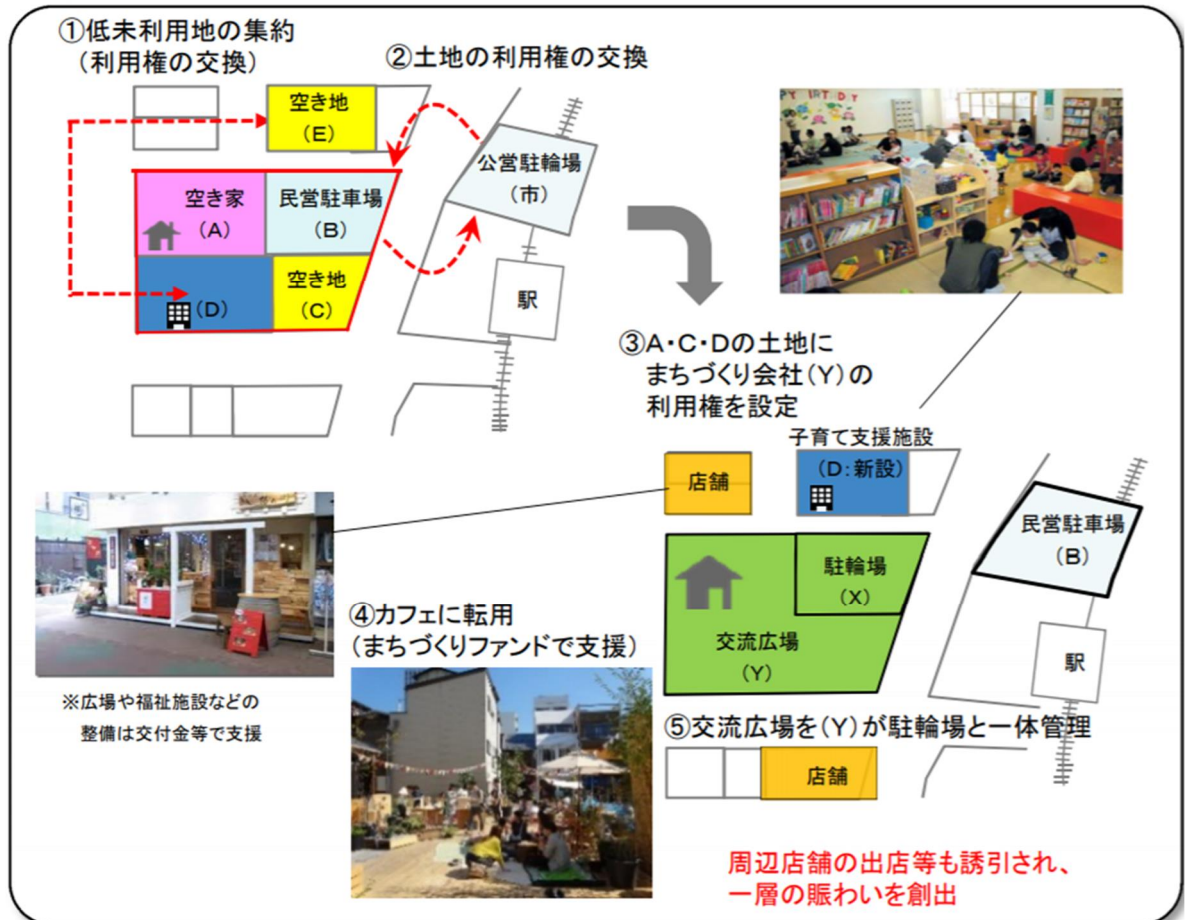 ①低未利用地の集約
(利用権の交換)
②土地の利用権の交換
空き地
(E)
公営駐輪場
(市)
空き家
(A)
民営駐車場
(B)
(D)
空き地
(C)
駅
③A・C・Dの土地に
まちづくり会社(Y)の
利用権を設定
子育て支援施設
(D:新設)
店舗
民営駐車場
(B)
駐輪場
(X)
交流広場
(Y)
駅
④カフェに転用
(まちづくりファンドで支援)
※広場や福祉施設などの
整備は交付金等で支援
⑤交流広場を(Y)が駐輪場と一体管理
店舗
周辺店舗の出店等も誘引され、
一層の賑わいを創出